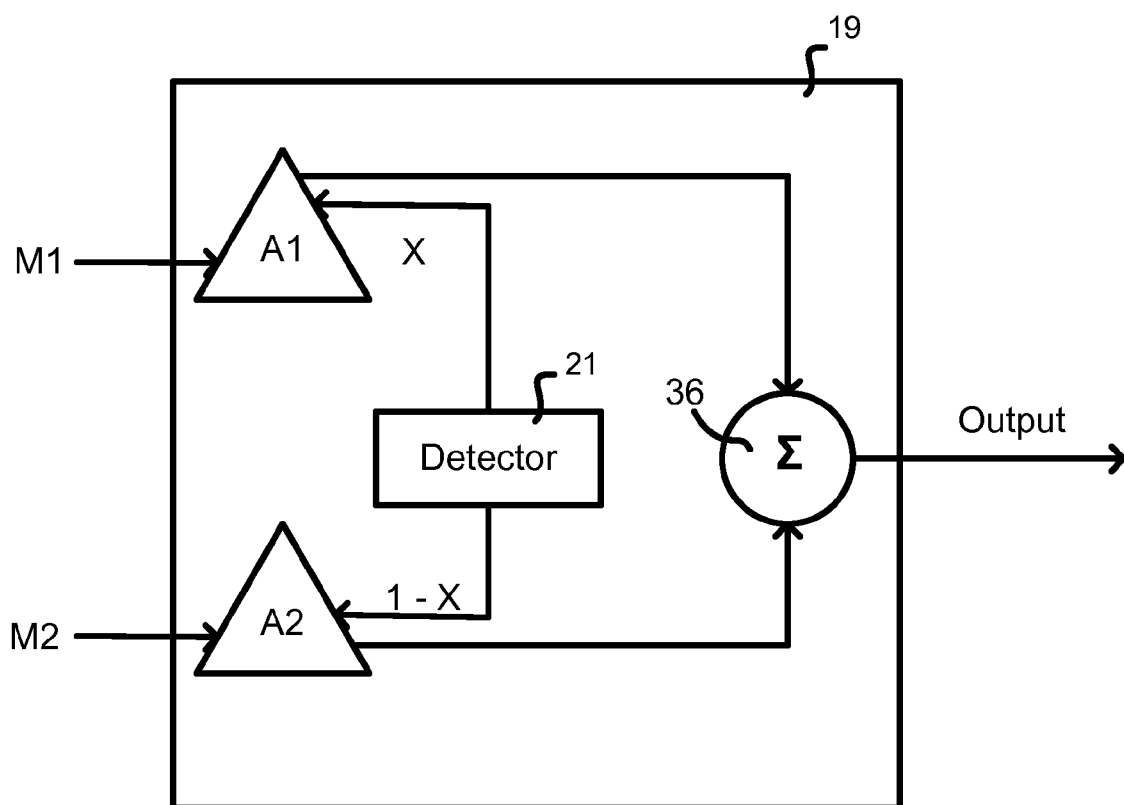 19
A1
X
M1
21
Detector
36
Σ
Output
1 - X
A2
M2